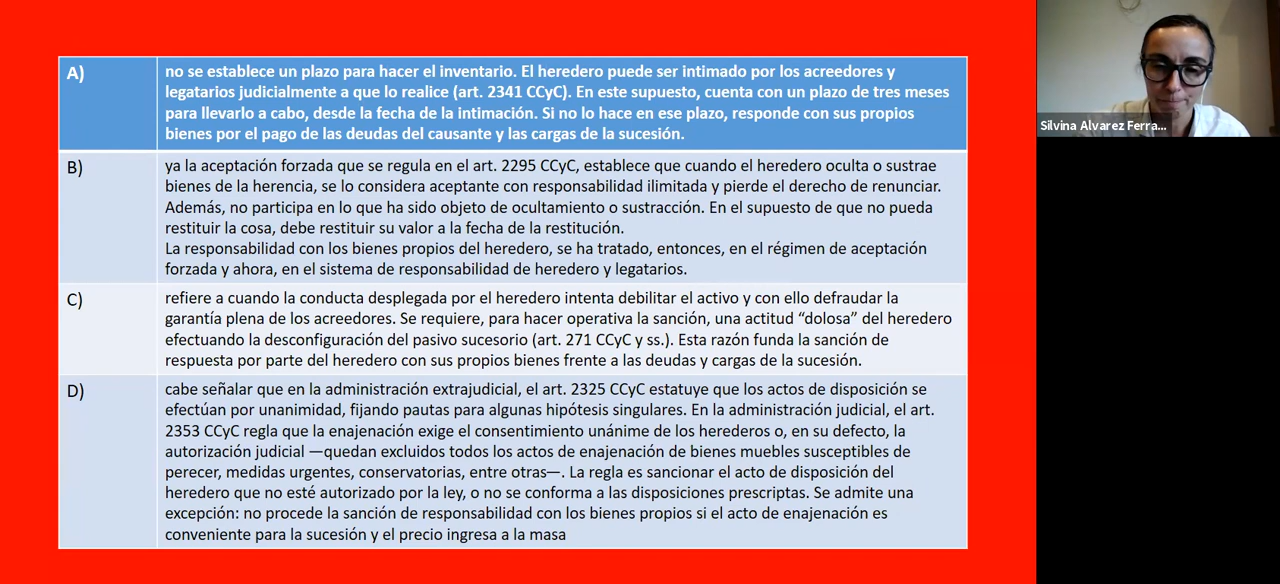 A)
no se establece un plazo para hacer el inventario. El heredero puede ser intimado por los acreedores y
legatarios judicialmente a que lo realice (art. 2341 CCyC). En este supuesto, cuenta con un plazo de tres meses
para llevarlo a cabo, desde la fecha de la intimación. Si no lo hace en ese plazo, responde con sus propios
bienes por el pago de las deudas del causante y las cargas de la sucesión.
B)
ya la aceptación forzada que se regula en el art. 2295 CCyC, establece que cuando el heredero oculta o sustrae
bienes de la herencia, se lo considera aceptante con responsabilidad ilimitada y pierde el derecho de renunciar.
Además, no participa en lo que ha sido objeto de ocultamiento o sustracción. En el supuesto de que no pueda
restituir la cosa, debe restituir su valor a la fecha de la restitución.
La responsabilidad con los bienes propios del heredero, se ha tratado, entonces, en el régimen de aceptación
forzada y ahora, en el sistema de responsabilidad de heredero y legatarios.
C)
refiere a cuando la conducta desplegada por el heredero intenta debilitar el activo y con ello defraudar la
garantía plena de los acreedores. Se requiere, para hacer operativa la sanción, una actitud “dolosa” del heredero
efectuando la desconfiguración del pasivo sucesorio (art. 271 CCyC y ss.). Esta razón funda la sanción de
respuesta por parte del heredero con sus propios bienes frente a las deudas y cargas de la sucesión.
D)
cabe señalar que en la administración extrajudicial, el art. 2325 CCyC estatuye que los actos de disposición se
efectúan por unanimidad, fijando pautas para algunas hipótesis singulares. En la administración judicial, el art.
2353 CCyC regla que la enajenación exige el consentimiento unánime de los herederos o, en su defecto, la
autorización judicial —quedan excluidos todos los actos de enajenación de bienes muebles susceptibles de
perecer, medidas urgentes, conservatorias, entre otras—. La regla es sancionar el acto de disposición del
heredero que no esté autorizado por la ley, o no se conforma a las disposiciones prescriptas. Se admite una
excepción: no procede la sanción de responsabilidad con los bienes propios si el acto de enajenación es
conveniente para la sucesión y el precio ingresa a la masa
Silvina Alvarez Ferra...